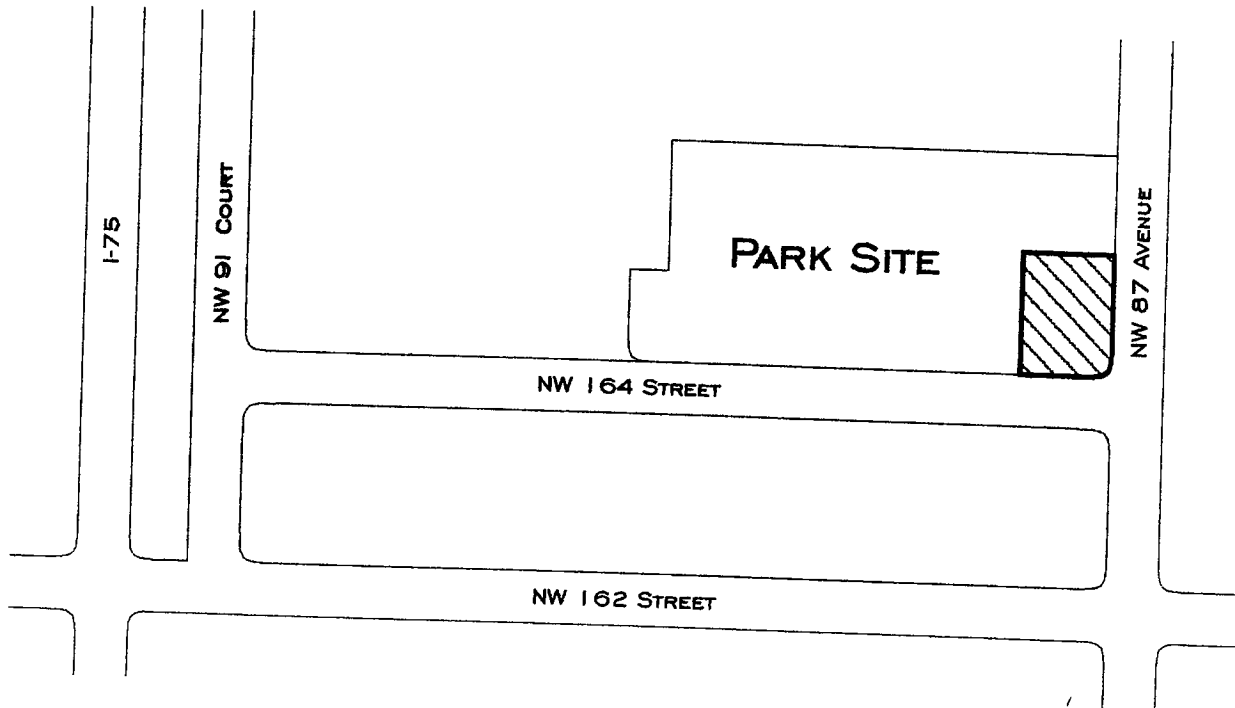 I-75
NW 91 COURT
PARK SITE
NW 87 AVENUE
NW 164 STREET
NW 162 STREET